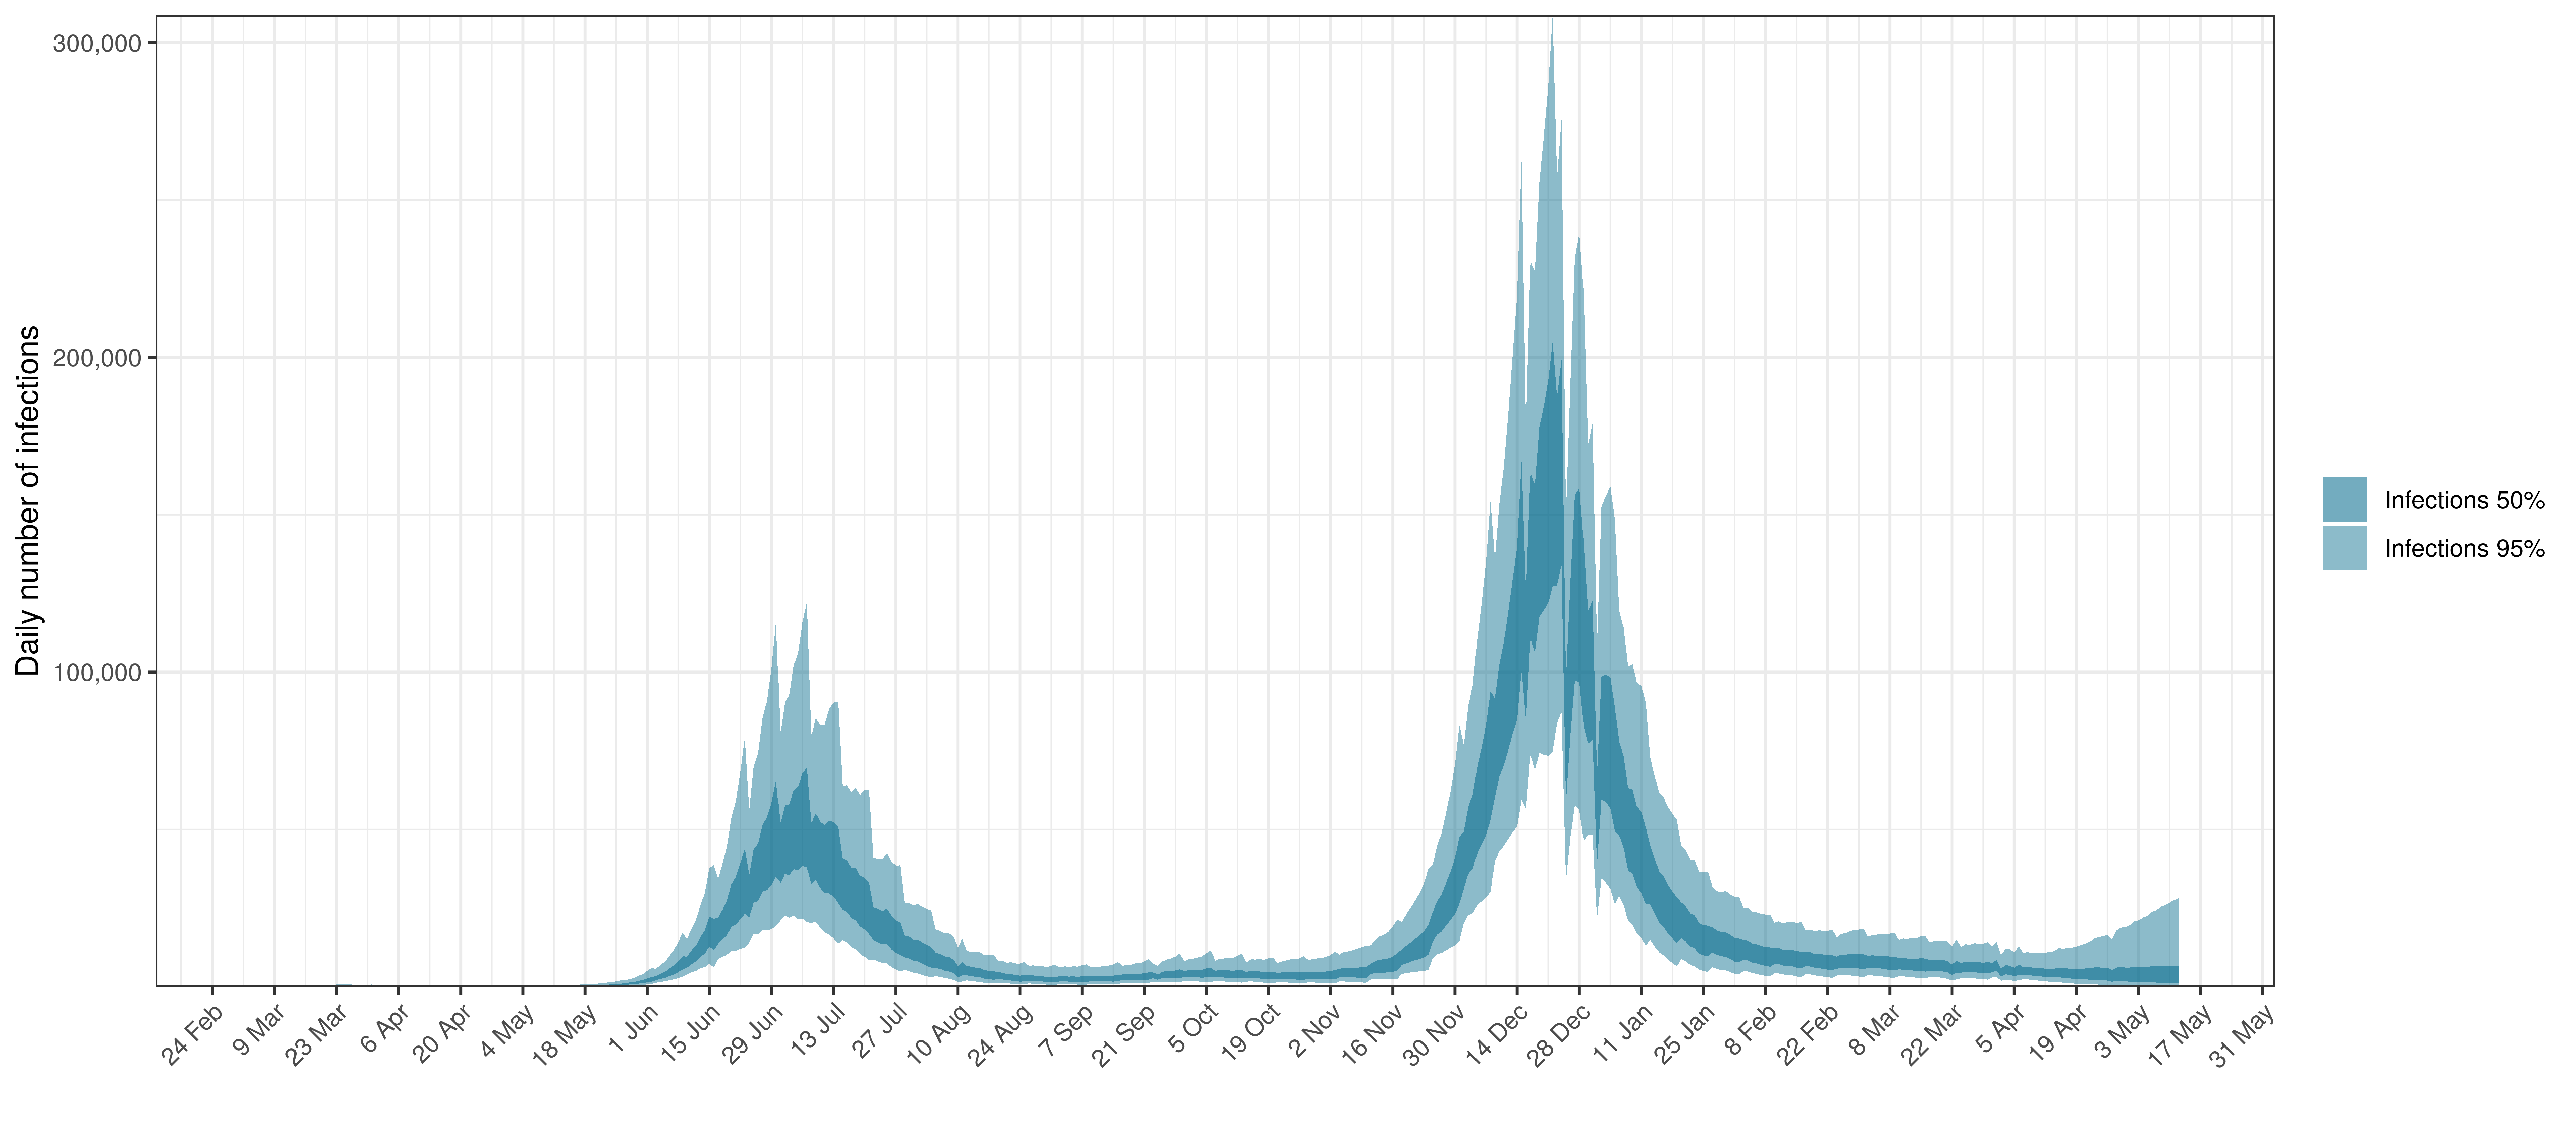 Daily number of infections
300,000
200,000
100,000
24 Feb
9 Mar
23 Mar
6 Apr
20 Apr
4 May
18 May
1 Jun
15 Jun
29 Jun
13 Jul
27 Jul
10 Aug
24 Aug
7 Sep
21 Sep
5 Oct
19 Oct
2 Nov
16 Nov
30 Nov
14 Dec
28 Dec
11 Jan
25 Jan
8 Feb
22 Feb
8 Mar
22 Mar
5 Apr
19 Apr
3 May
17 May
31 May
Infections 50%
Infections 95%